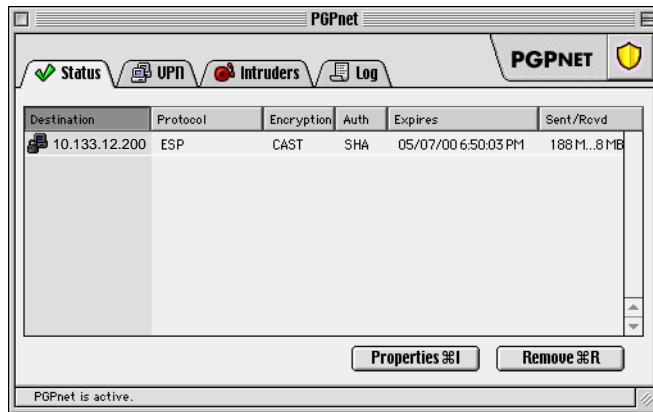 PGPnet
Status VPN Intruders Log PGPNET
Destination Protocol Encryption Auth Expires Sent/Rcvd
10.133.12.200 ESP CAST SHA 05/07/00 6:50:03 PM 188 M...8 MB
Properties ⌘I Remove ⌘R
PGPnet is active.